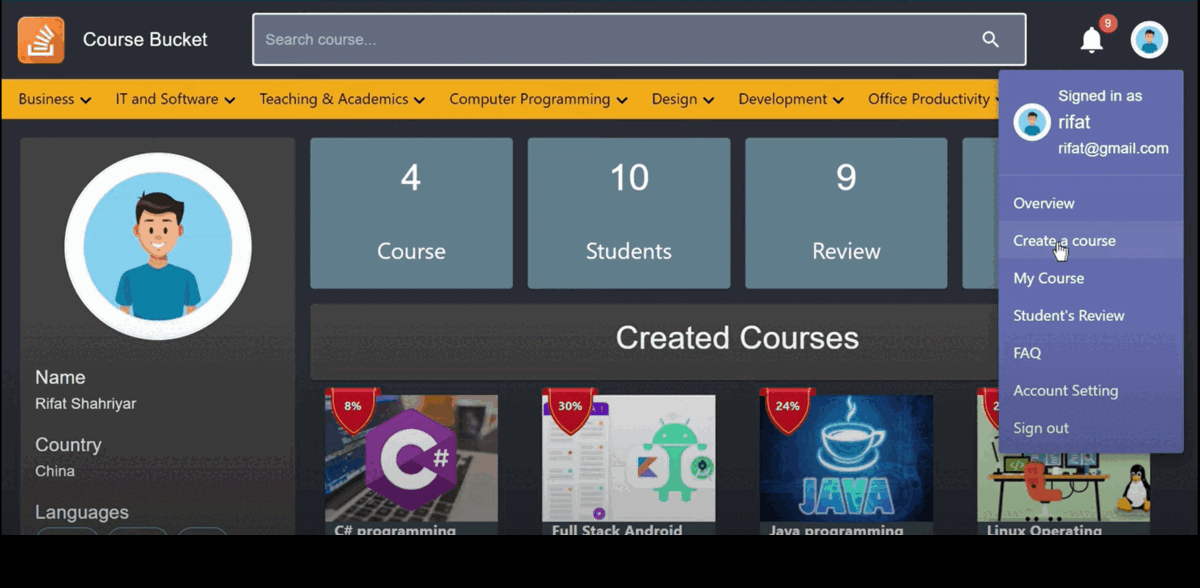 Course Bucket
Search course...
9
Business
IT and Software
Teaching & Academics
Computer Programming
Design
Development
Office Productivity
Signed in as
rifat
rifat@gmail.com
Overview
Create a course
My Course
Student's Review
FAQ
Account Setting
Sign out
4
Course
10
Students
9
Review
Name
Rifat Shahriyar
Country
China
Languages
Created Courses
8%
C#
C# programming
30%
Full Stack Android
24%
JAVA
Java programming
2
Linux Operating